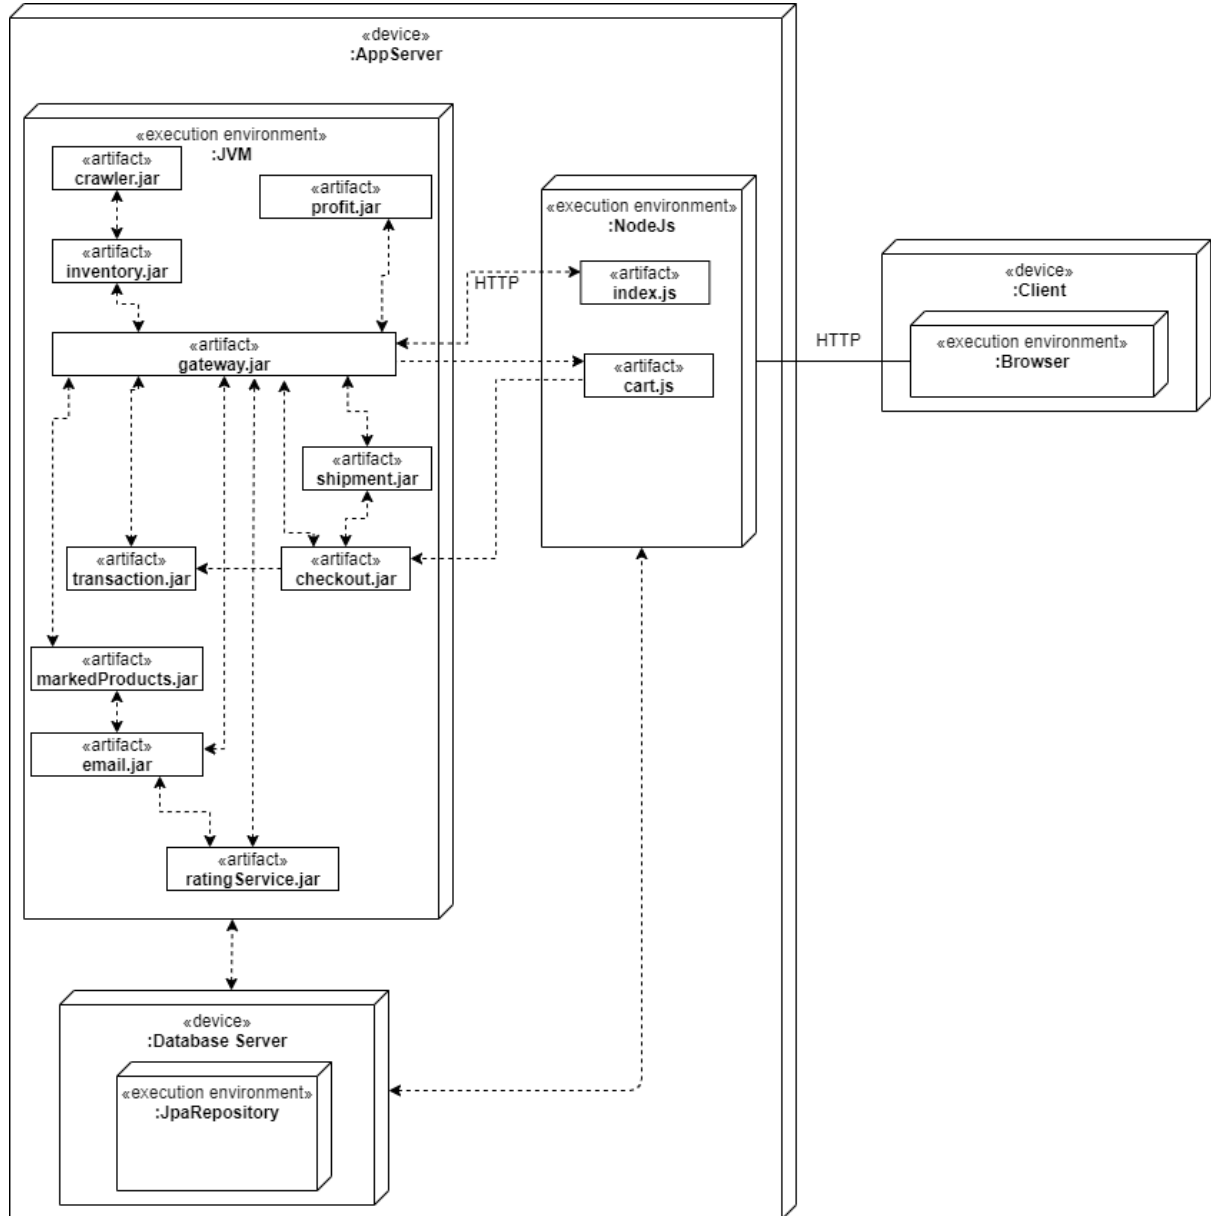 «device»
:AppServer
«execution environment»
:JVM
«artifact»
crawler.jar
«artifact»
profit.jar
«artifact»
inventory.jar
«artifact»
gateway.jar
«artifact»
shipment.jar
«artifact»
transaction.jar
«artifact»
checkout.jar
«artifact»
markedProducts.jar
«artifact»
email.jar
«artifact»
ratingService.jar
HTTP
«execution environment»
:NodeJs
«artifact»
index.js
«artifact»
cart.js
HTTP
«device»
:Client
«execution environment»
:Browser
«device»
:Database Server
«execution environment»
:JpaRepository